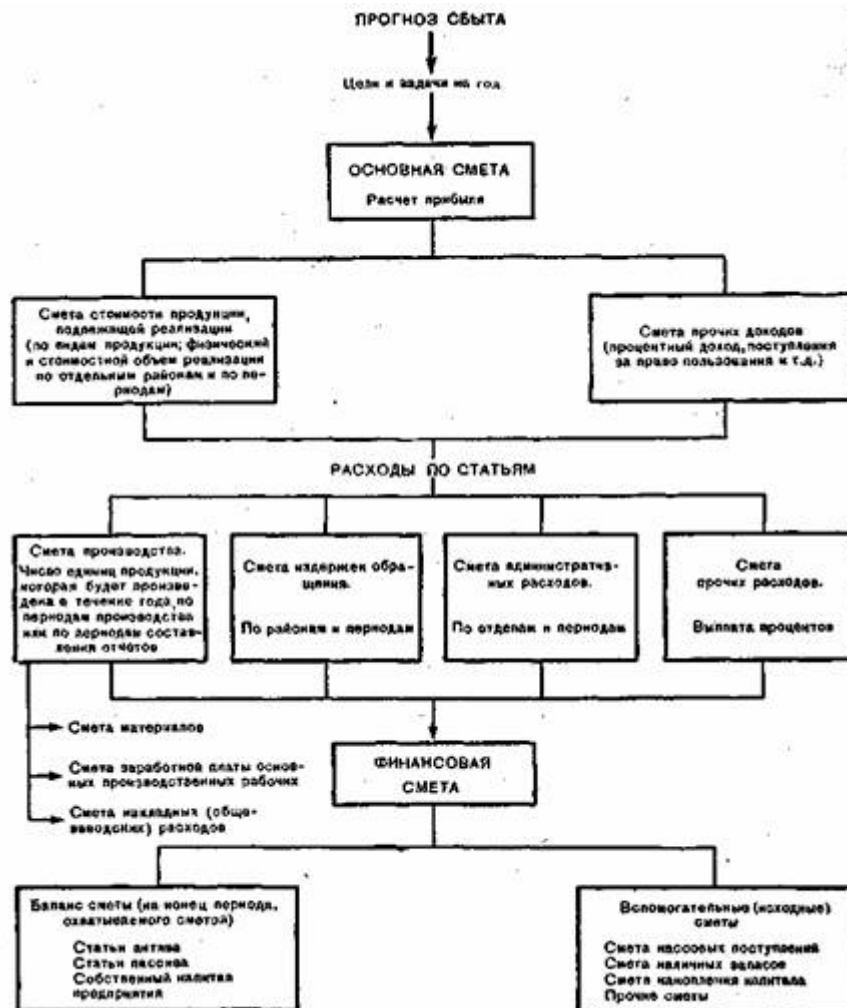 ПРОГНОЗ СБЫТА
Цели и задачи на год
ОСНОВНАЯ СМЕТА
Расчет прибыля
Смета стоимости продукции,
подлежащей реализации
(по видам продукции; физический
и стоимостной объем реализации
по отдельным районам и по пе-
риодам)
Смета прочих доходов
(процентный доход, поступления
за право пользования и т.д.)
РАСХОДЫ ПО СТАТЬЯМ
Смета производства.
Число единиц продукции,
которая будет произве-
дена в течение года, по
периодам производства
или по периодам состав-
ления отчетов
Смета издержек обра-
щения.
По районам и периодам
Смета административ-
ных расходов.
По отделам и периодам
Смета
прочих расходов.
Выплата процентов
Смета материалов
Смета заработной платы основ-
ных производственных рабочих
Смета накладных (обще-
заводских) расходов
ФИНАНСОВАЯ
СМЕТА
Баланс сметы (на конец периода,
охватываемого сметой)
Статьи актива
Статьи пассива
Собственный капитал
предприятия
Вспомогательные (исходные)
сметы
Смета кассовых поступлений
Смета наличных запасов
Смета накопления капитала
Прочие сметы